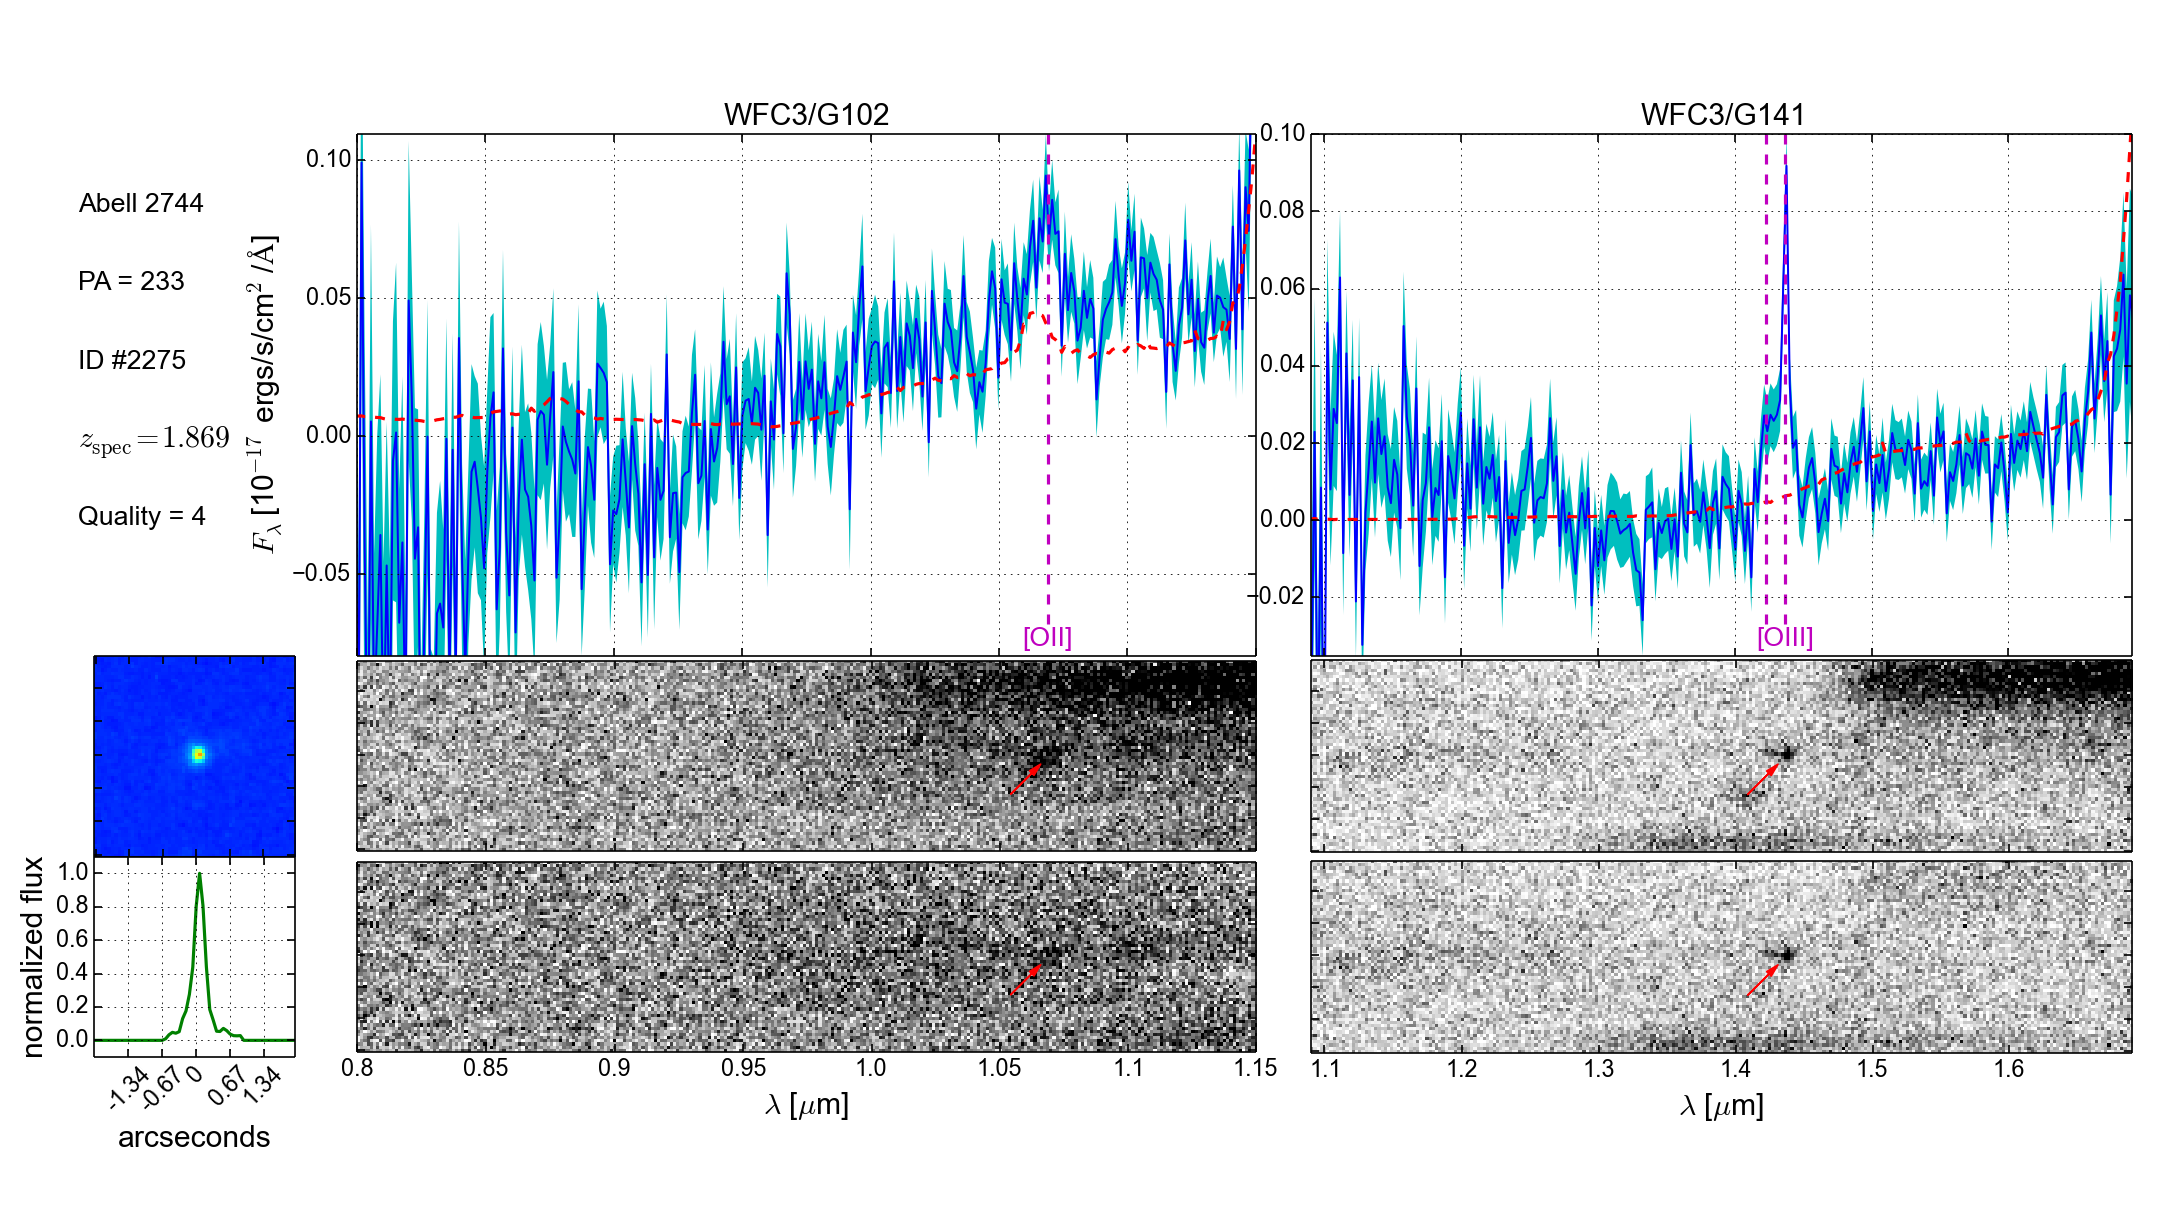 WFC3/G102
WFC3/G141
Abell 2744
PA = 233
ID #2275
z_spec = 1.869
Quality = 4
F_λ [10^−17 ergs/s/cm^2 /Å]
0.10
0.05
0.00
−0.05
[OII]
0.10
0.08
0.06
0.04
0.02
0.00
−0.02
[OIII]
normalized flux
1.0
0.8
0.6
0.4
0.2
0.0
-1.34 -0.67 0 0.67 1.34
arcseconds
0.8 0.85 0.9 0.95 1.0 1.05 1.1 1.15
λ [μm]
1.1 1.2 1.3 1.4 1.5 1.6
λ [μm]